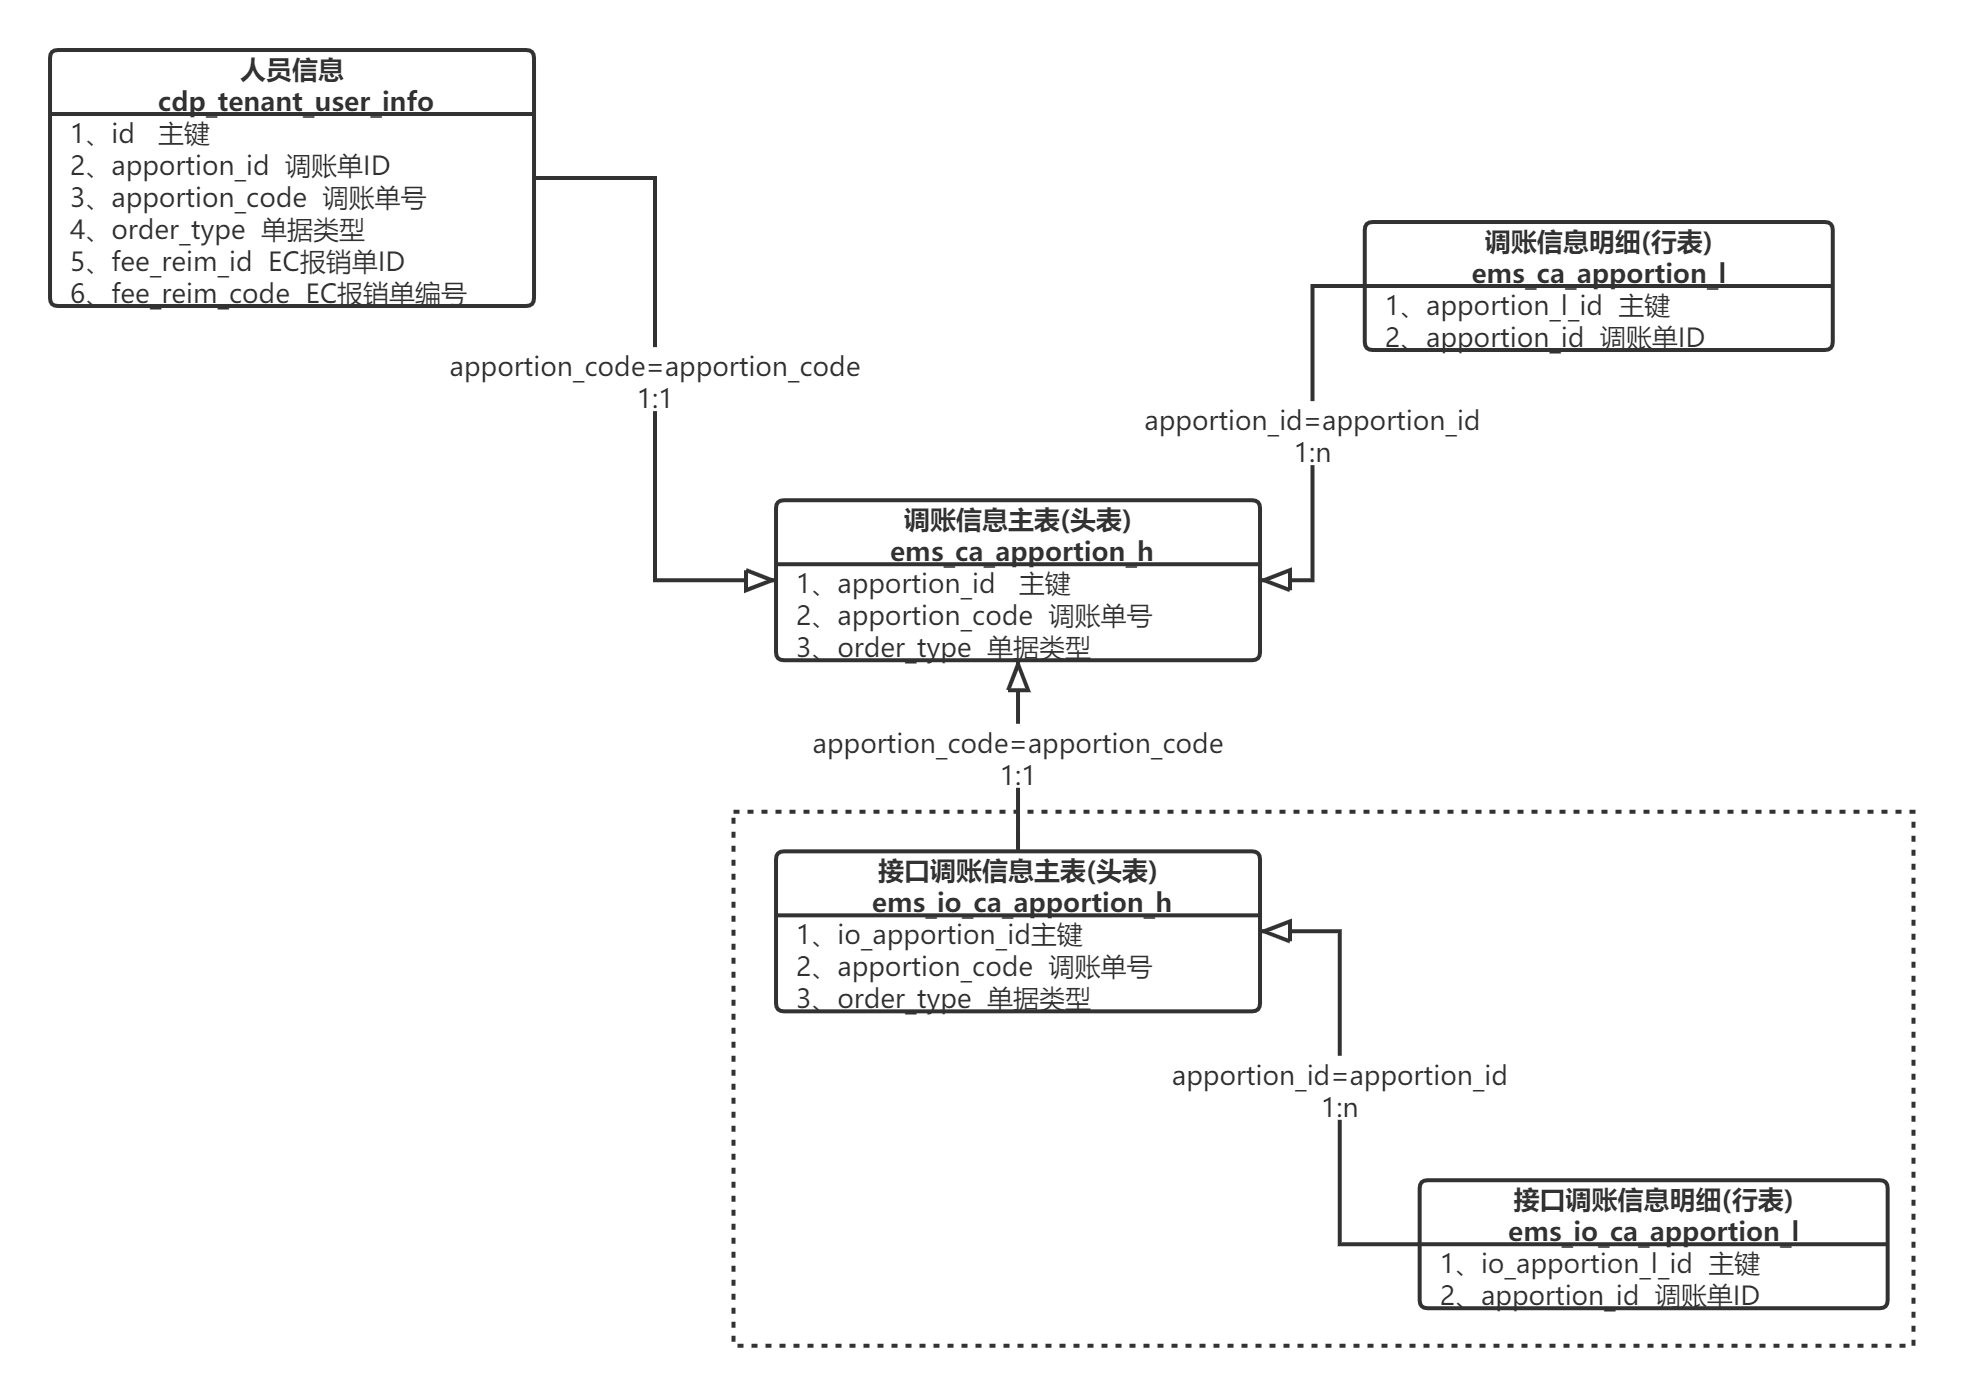 人员信息
cdp_tenant_user_info
1、id 主键
2、apportion_id 调账单ID
3、apportion_code 调账单号
4、order_type 单据类型
5、fee_reim_id EC报销单ID
6、fee_reim_code EC报销单编号
apportion_code=apportion_code
1:1
调账信息明细(行表)
ems_ca_apportion_l
1、apportion_l_id 主键
2、apportion_id 调账单ID
apportion_id=apportion_id
1:n
调账信息主表(头表)
ems_ca_apportion_h
1、apportion_id 主键
2、apportion_code 调账单号
3、order_type 单据类型
apportion_code=apportion_code
1:1
接口调账信息主表(头表)
ems_io_ca_apportion_h
1、io_apportion_id主键
2、apportion_code 调账单号
3、order_type 单据类型
apportion_id=apportion_id
1:n
接口调账信息明细(行表)
ems_io_ca_apportion_l
1、io_apportion_l_id 主键
2、apportion_id 调账单ID